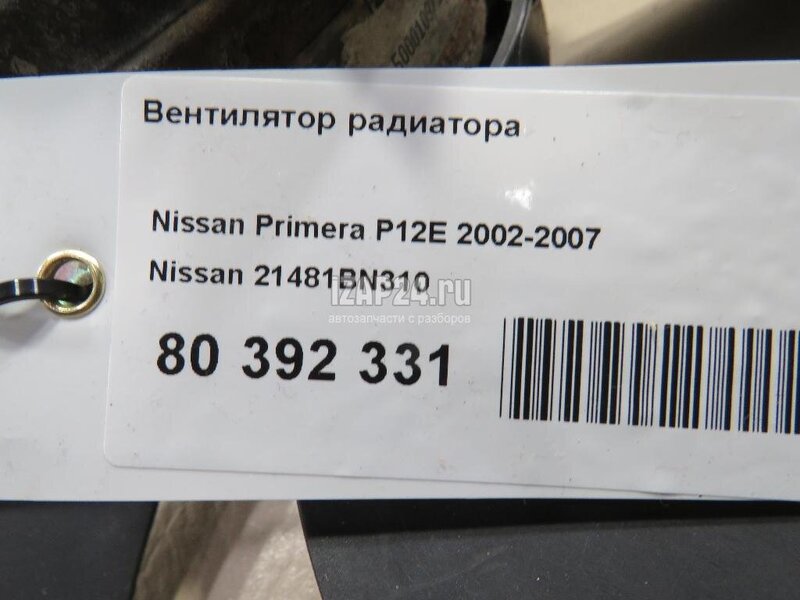 Вентилятор радиатора
Nissan Primera P12E 2002-2007
Nissan 21481BN310
IZAP24.ru
автозапчасти с разборов
80 392 331